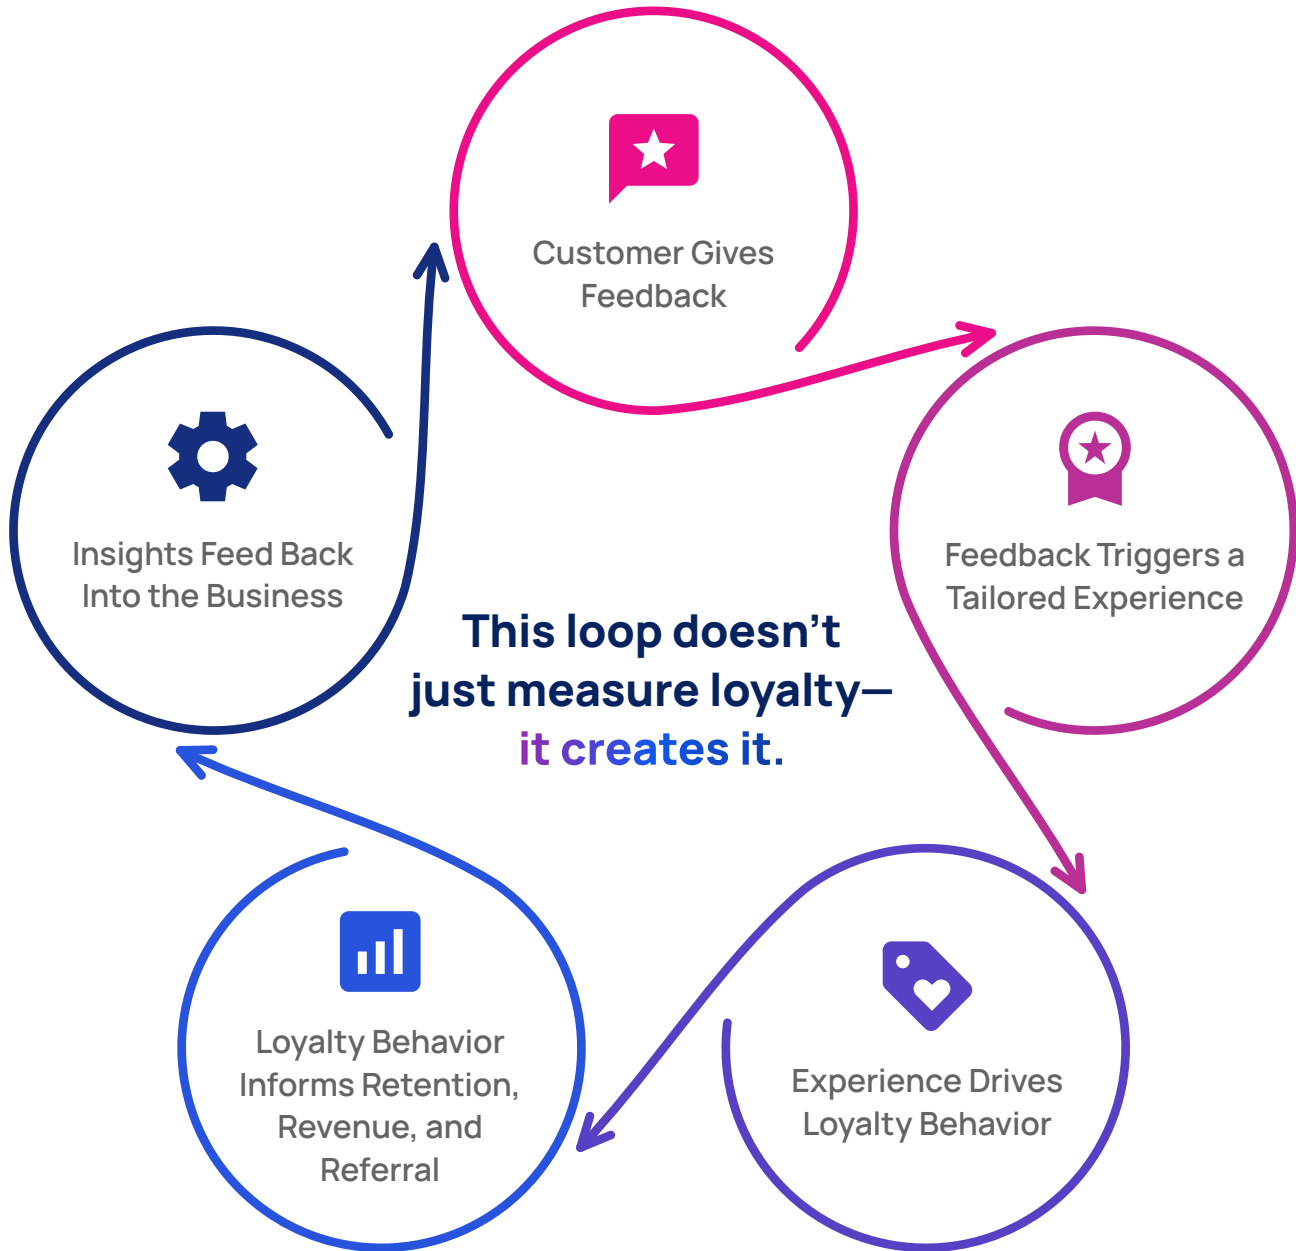 Customer Gives
Feedback
Feedback Triggers a
Tailored Experience
Experience Drives
Loyalty Behavior
Loyalty Behavior
Informs Retention,
Revenue, and
Referral
Insights Feed Back
Into the Business
This loop doesn’t
just measure loyalty—
it creates it.